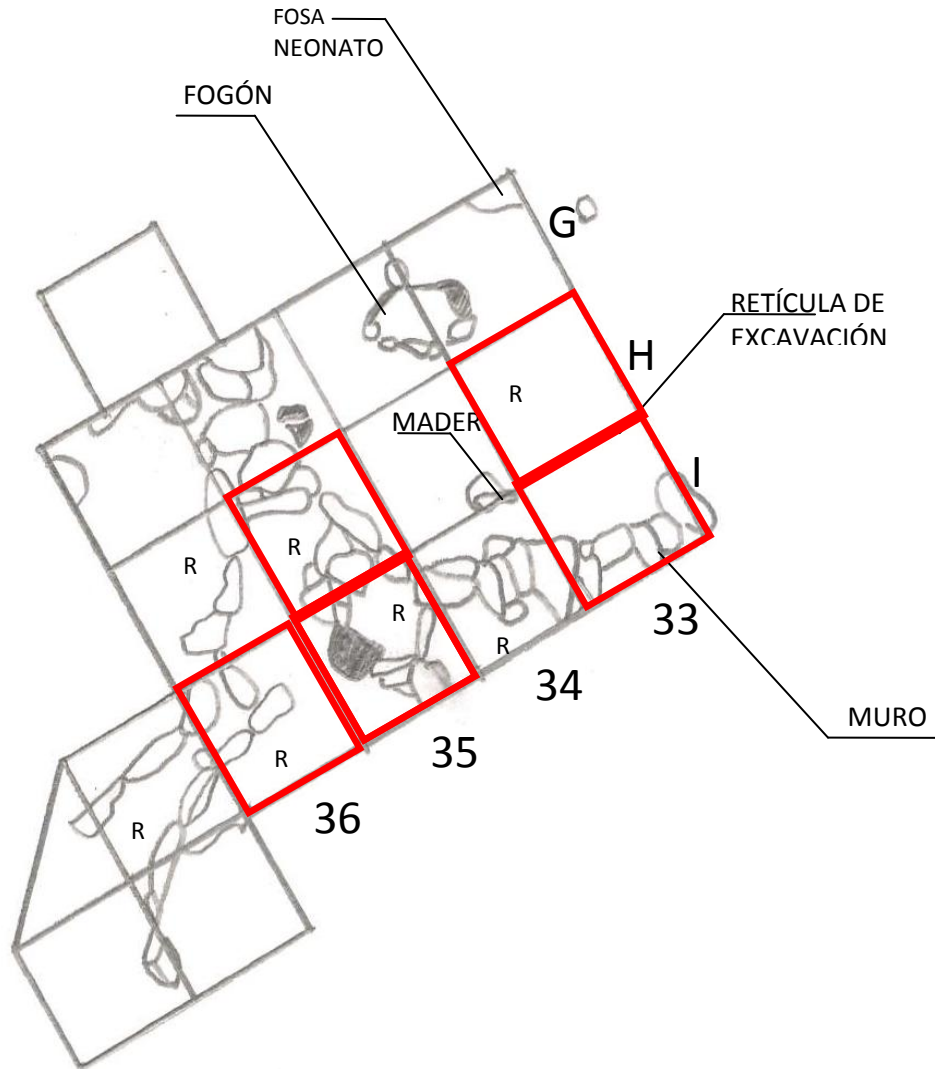 FOSA
NEONATO
FOGÓN
G
RETÍCULA DE
EXCAVACIÓN
H
R
MADER
I
R
R
R
R
33
34
MURO
35
R
36
R